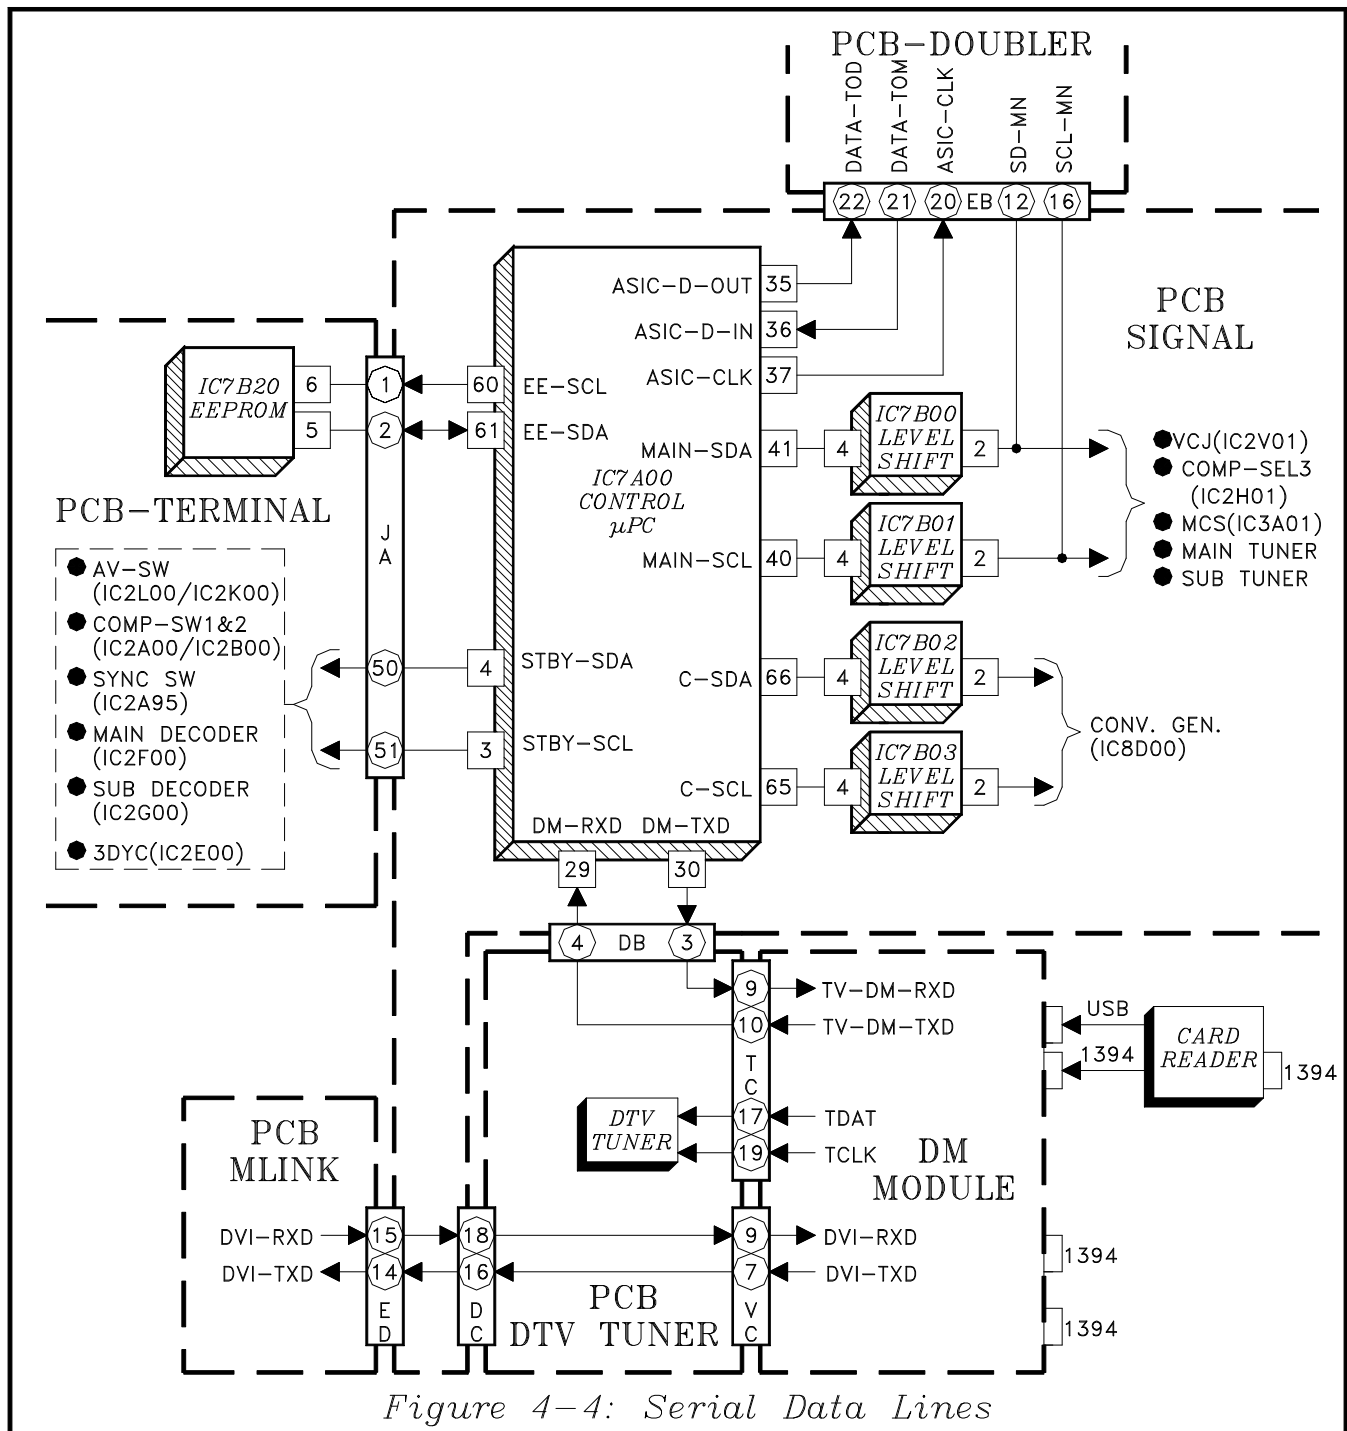 PCB-DOUBLER
DATA-TOD
DATA-TOM
ASIC-CLK
SD-MN
SCL-MN
22 21 20 EB 12 16
PCB
SIGNAL
ASIC-D-OUT 35
ASIC-D-IN 36
ASIC-CLK 37
IC7B20
EEPROM
6 1 60 EE-SCL
5 2 61 EE-SDA
MAIN-SDA 41 4 2
IC7B00
LEVEL
SHIFT
IC7A00
CONTROL
µPC
MAIN-SCL 40 4 2
IC7B01
LEVEL
SHIFT
VCJ(IC2V01)
COMP-SEL3
(IC2H01)
MCS(IC3A01)
MAIN TUNER
SUB TUNER
PCB-TERMINAL
J
A
AV-SW
(IC2L00/IC2K00)
COMP-SW1&2
(IC2A00/IC2B00)
SYNC SW
(IC2A95)
MAIN DECODER
(IC2F00)
SUB DECODER
(IC2G00)
3DYC(IC2E00)
50 4 STBY-SDA
51 3 STBY-SCL
C-SDA 66 4 2
IC7B02
LEVEL
SHIFT
C-SCL 65 4 2
IC7B03
LEVEL
SHIFT
CONV. GEN.
(IC8D00)
DM-RXD DM-TXD
29 30
4 DB 3
9 TV-DM-RXD
10 TV-DM-TXD
T
C
USB
1394
CARD
READER
1394
DTV
TUNER
17 TDAT
19 TCLK
DM
MODULE
PCB
MLINK
DVI-RXD 15 18 9 DVI-RXD
DVI-TXD 14 16 7 DVI-TXD
E
D
D
C
V
C
PCB
DTV TUNER
1394
1394
Figure 4-4: Serial Data Lines